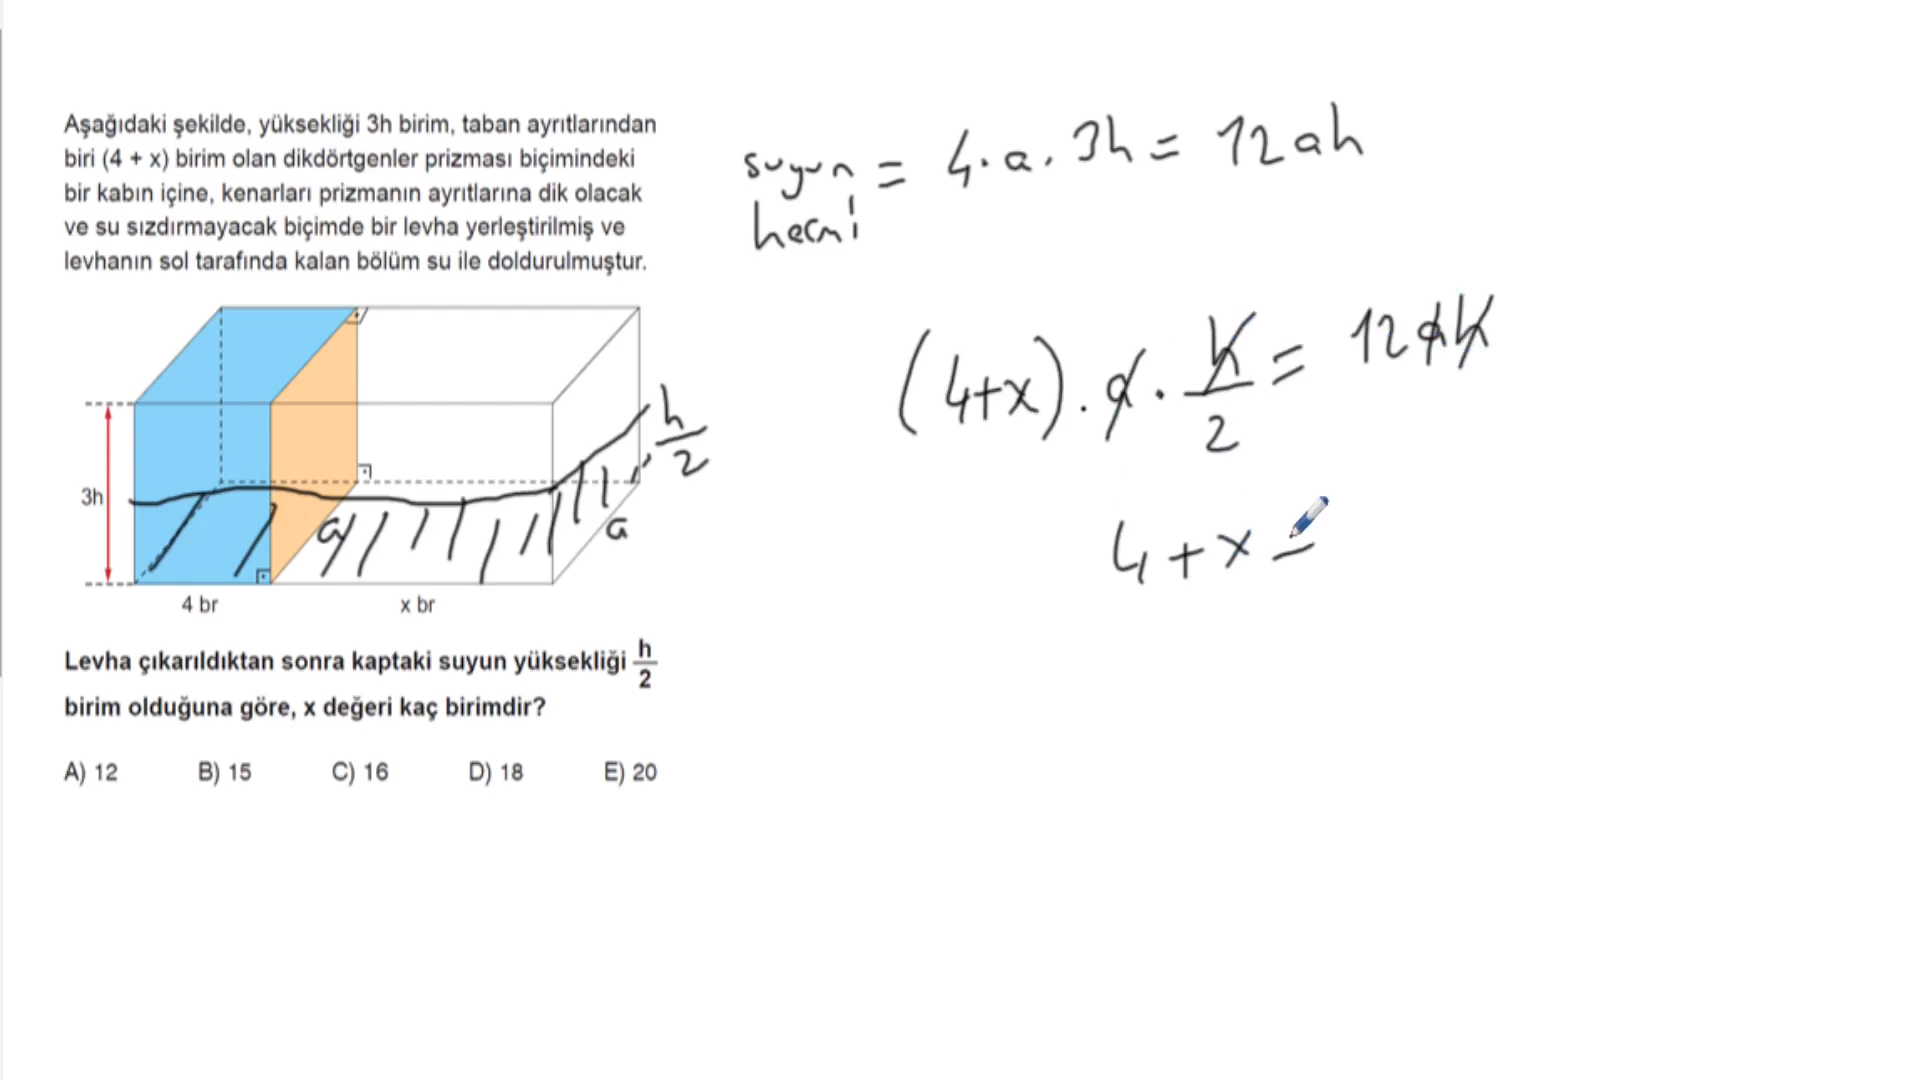 Aşağıdaki şekilde, yüksekliği 3h birim, taban ayrıtlarından
biri (4 + x) birim olan dikdörtgenler prizması biçimindeki
bir kabın içine, kenarları prizmanın ayrıtlarına dik olacak
ve su sızdırmayacak biçimde bir levha yerleştirilmiş ve
levhanın sol tarafında kalan bölüm su ile doldurulmuştur.
3h
4 br
x br
a
a
h/2
Levha çıkarıldıktan sonra kaptaki suyun yüksekliği h/2
birim olduğuna göre, x değeri kaç birimdir?
A) 12 B) 15 C) 16 D) 18 E) 20
suyun hacmi = 4 . a . 3h = 12ah
(4+x) . a . h/2 = 12ah
4 + x =